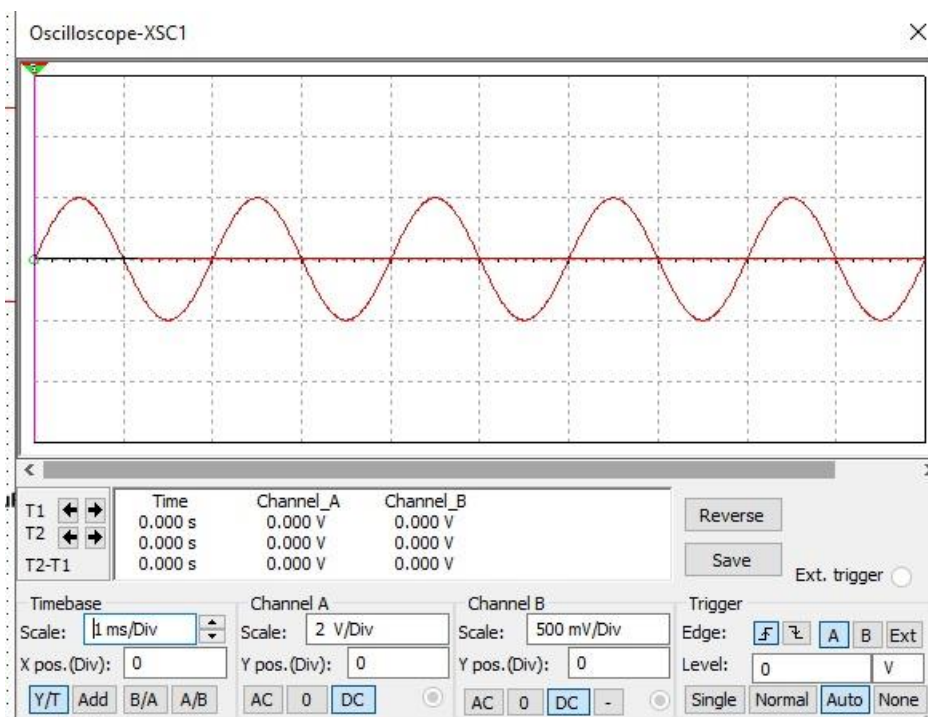 Oscilloscope-XSC1
T1
T2
T2-T1
Time Channel_A Channel_B
0.000 s 0.000 V 0.000 V
0.000 s 0.000 V 0.000 V
0.000 s 0.000 V 0.000 V
Reverse
Save
Ext. trigger
Timebase
Scale: 1 ms/Div
X pos.(Div): 0
Y/T Add B/A A/B
Channel A
Scale: 2 V/Div
Y pos.(Div): 0
AC 0 DC
Channel B
Scale: 500 mV/Div
Y pos.(Div): 0
AC 0 DC -
Trigger
Edge: A B Ext
Level: 0 V
Single Normal Auto None